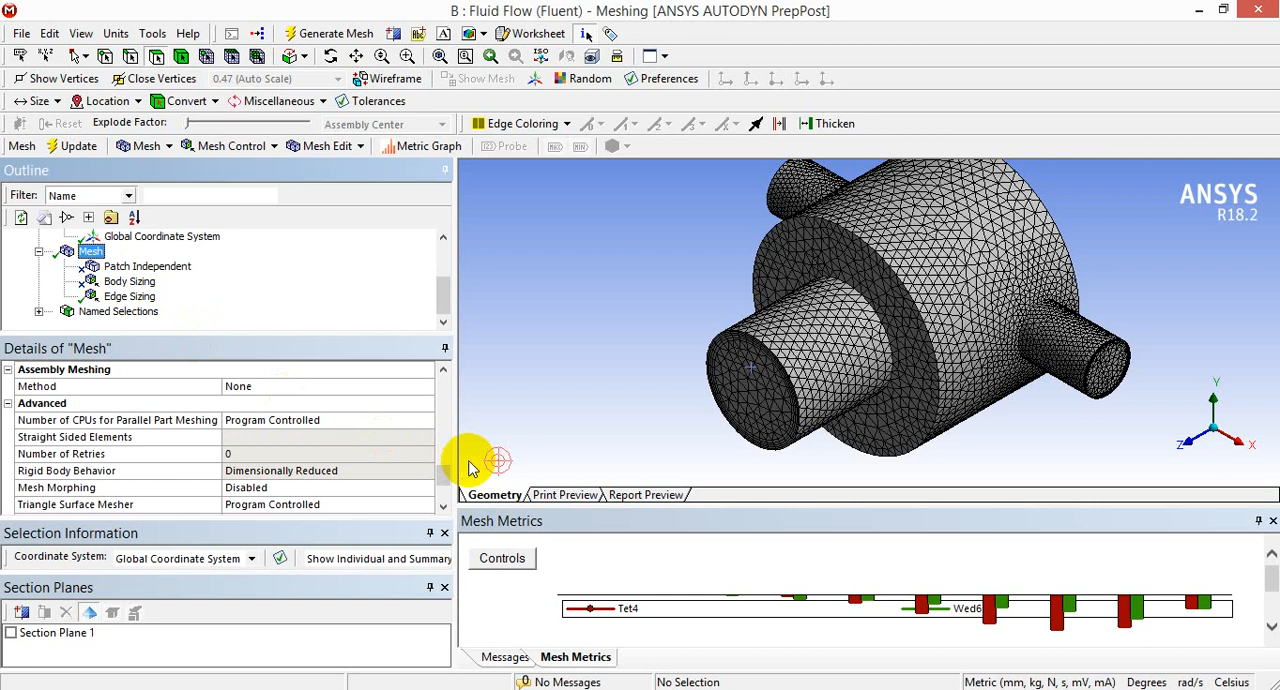 B : Fluid Flow (Fluent) - Meshing [ANSYS AUTODYN PrepPost]
File Edit View Units Tools Help Generate Mesh A Worksheet
ISO
Show Vertices Close Vertices 0.47 (Auto Scale) Wireframe Show Mesh Random Preferences
Size Location Convert Miscellaneous Tolerances
Reset Explode Factor: Assembly Center Edge Coloring Thicken
Mesh Update Mesh Mesh Control Mesh Edit Metric Graph Probe MAX MIN
Outline
Filter: Name
Global Coordinate System
Mesh
Patch Independent
Body Sizing
Edge Sizing
Named Selections
Details of "Mesh"
Assembly Meshing
Method None
Advanced
Number of CPUs for Parallel Part Meshing Program Controlled
Straight Sided Elements
Number of Retries 0
Rigid Body Behavior Dimensionally Reduced
Mesh Morphing Disabled
Triangle Surface Mesher Program Controlled
Selection Information
Coordinate System: Global Coordinate System Show Individual and Summary
Section Planes
Section Plane 1
ANSYS
R18.2
Y
Z X
Geometry Print Preview Report Preview
Mesh Metrics
Controls
Tet4 Wed6
Messages Mesh Metrics
No Messages No Selection Metric (mm, kg, N, s, mV, mA) Degrees rad/s Celsius